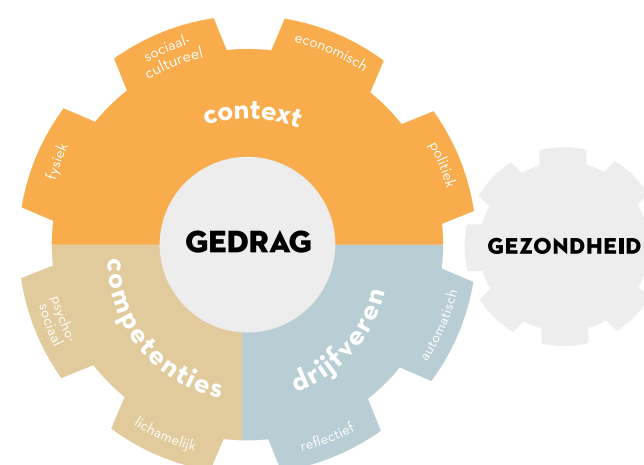 sociaal-
cultureel
economisch
context
fysiek
politiek
GEDRAG
GEZONDHEID
competenties
drijfveren
psycho-
sociaal
automatisch
lichamelijk
reflectief